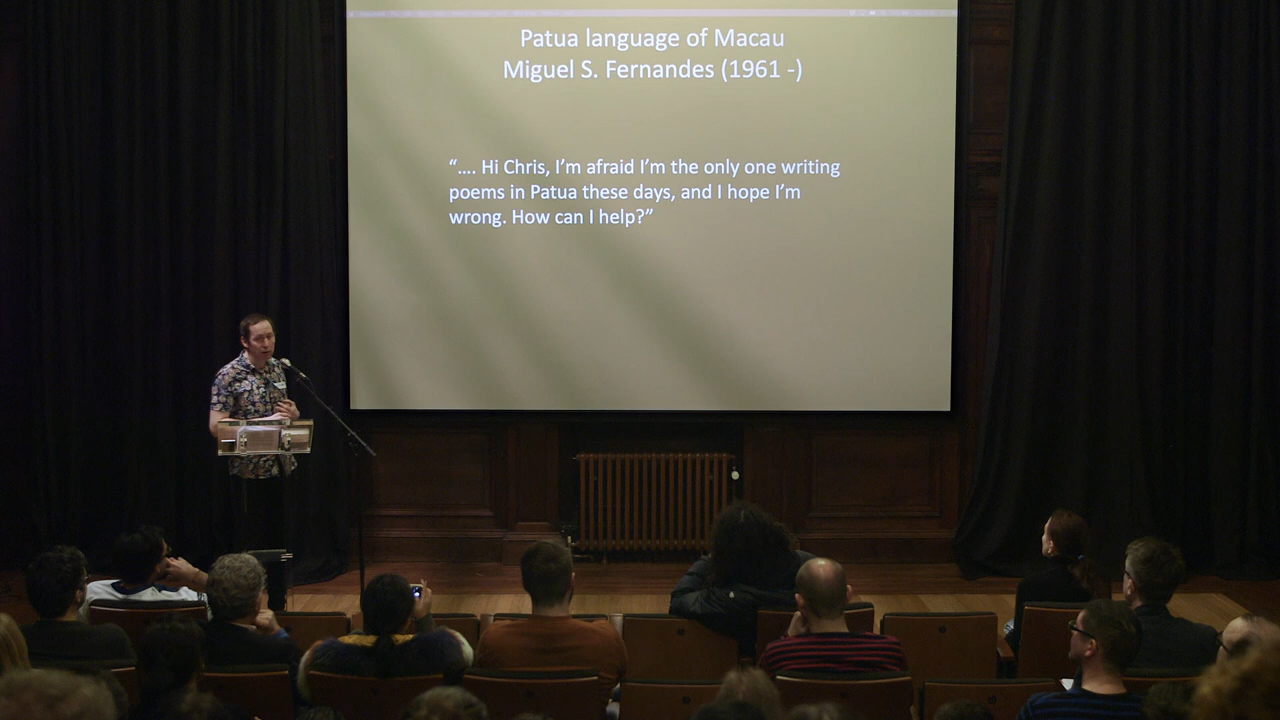 Patua language of Macau
Miguel S. Fernandes (1961 -)
“…. Hi Chris, I’m afraid I’m the only one writing
poems in Patua these days, and I hope I’m
wrong. How can I help?”